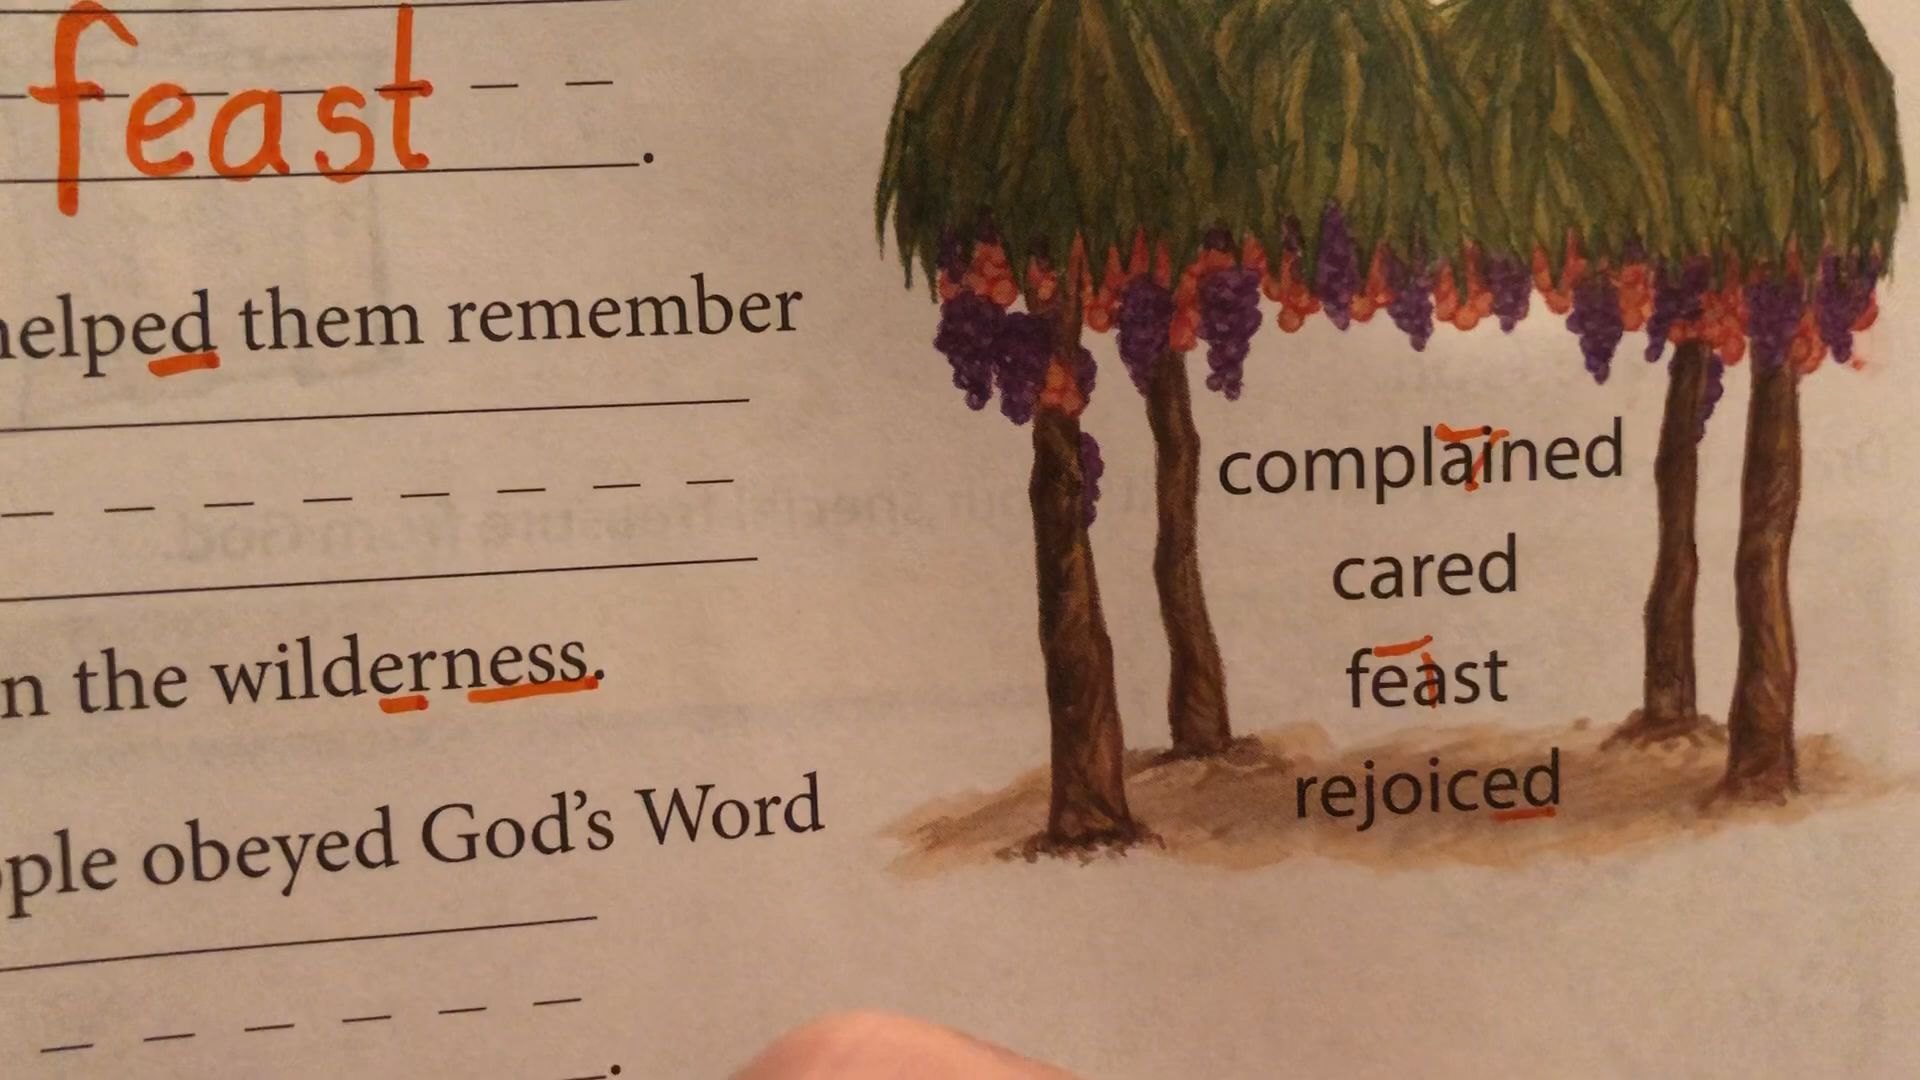 feast .
helped them remember
n the wilderness.
ple obeyed God's Word
.
complained
cared
feast
rejoiced